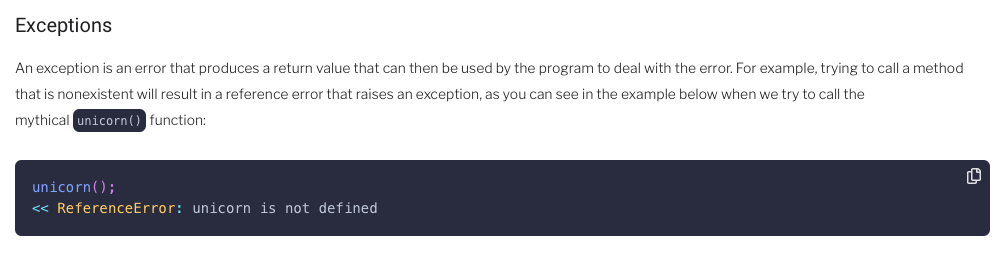 Exceptions
An exception is an error that produces a return value that can then be used by the program to deal with the error. For example, trying to call a method
that is nonexistent will result in a reference error that raises an exception, as you can see in the example below when we try to call the
mythical unicorn() function:
unicorn();
<< ReferenceError: unicorn is not defined